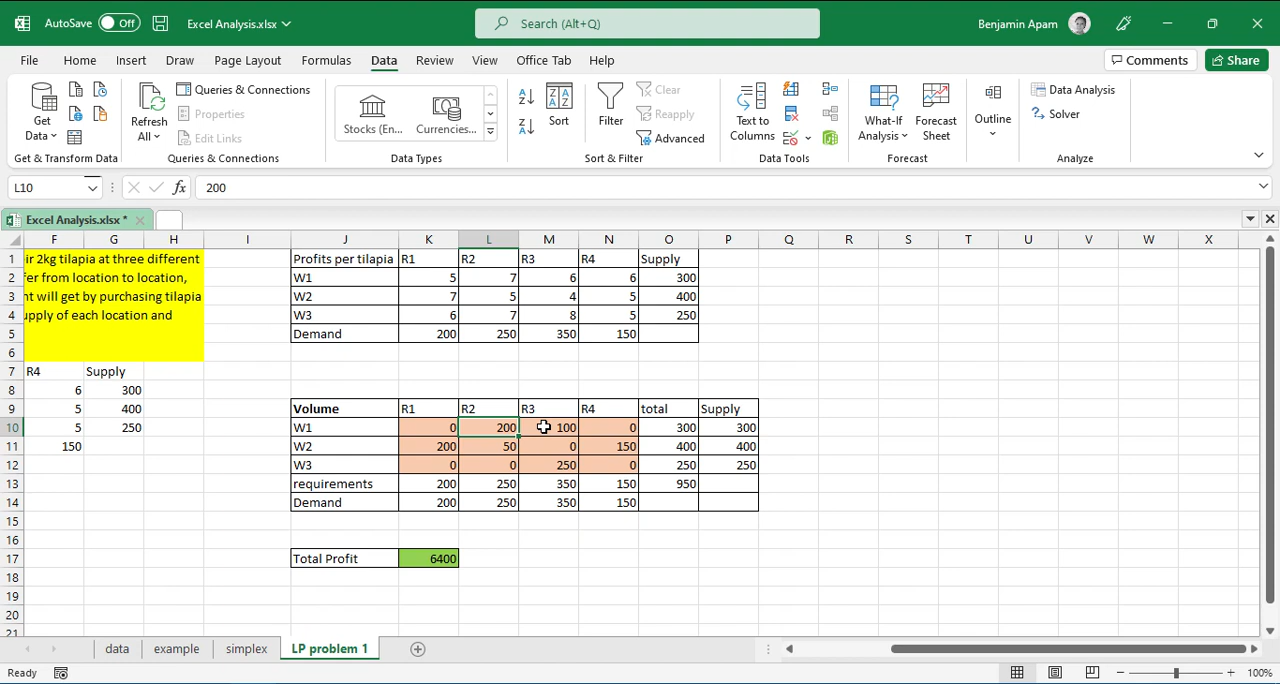 AutoSave Off Excel Analysis.xlsx Search (Alt+Q) Benjamin Apam
File Home Insert Draw Page Layout Formulas Data Review View Office Tab Help Comments Share
Get Data
Refresh All
Queries & Connections
Properties
Edit Links
Stocks (En... Currencies...
Sort
Filter
Clear
Reapply
Advanced
Text to Columns
What-If Analysis
Forecast Sheet
Outline
Data Analysis
Solver
Get & Transform Data Queries & Connections Data Types Sort & Filter Data Tools Forecast Analyze
L10 fx 200
Excel Analysis.xlsx *
F G H I J K L M N O P Q R S T U V W X
1 ir 2kg tilapia at three different Profits per tilapia R1 R2 R3 R4 Supply
2 fer from location to location, W1 5 7 6 6 300
3 nt will get by purchasing tilapia W2 7 5 4 5 400
4 upply of each location and W3 6 7 8 5 250
5 Demand 200 250 350 150
6
7 R4 Supply
8 6 300
9 5 400 Volume R1 R2 R3 R4 total Supply
10 5 250 W1 0 200 100 0 300 300
11 150 W2 200 50 0 150 400 400
12 W3 0 0 250 0 250 250
13 requirements 200 250 350 150 950
14 Demand 200 250 350 150
15
16
17 Total Profit 6400
18
19
20
21
data example simplex LP problem 1
Ready 100%